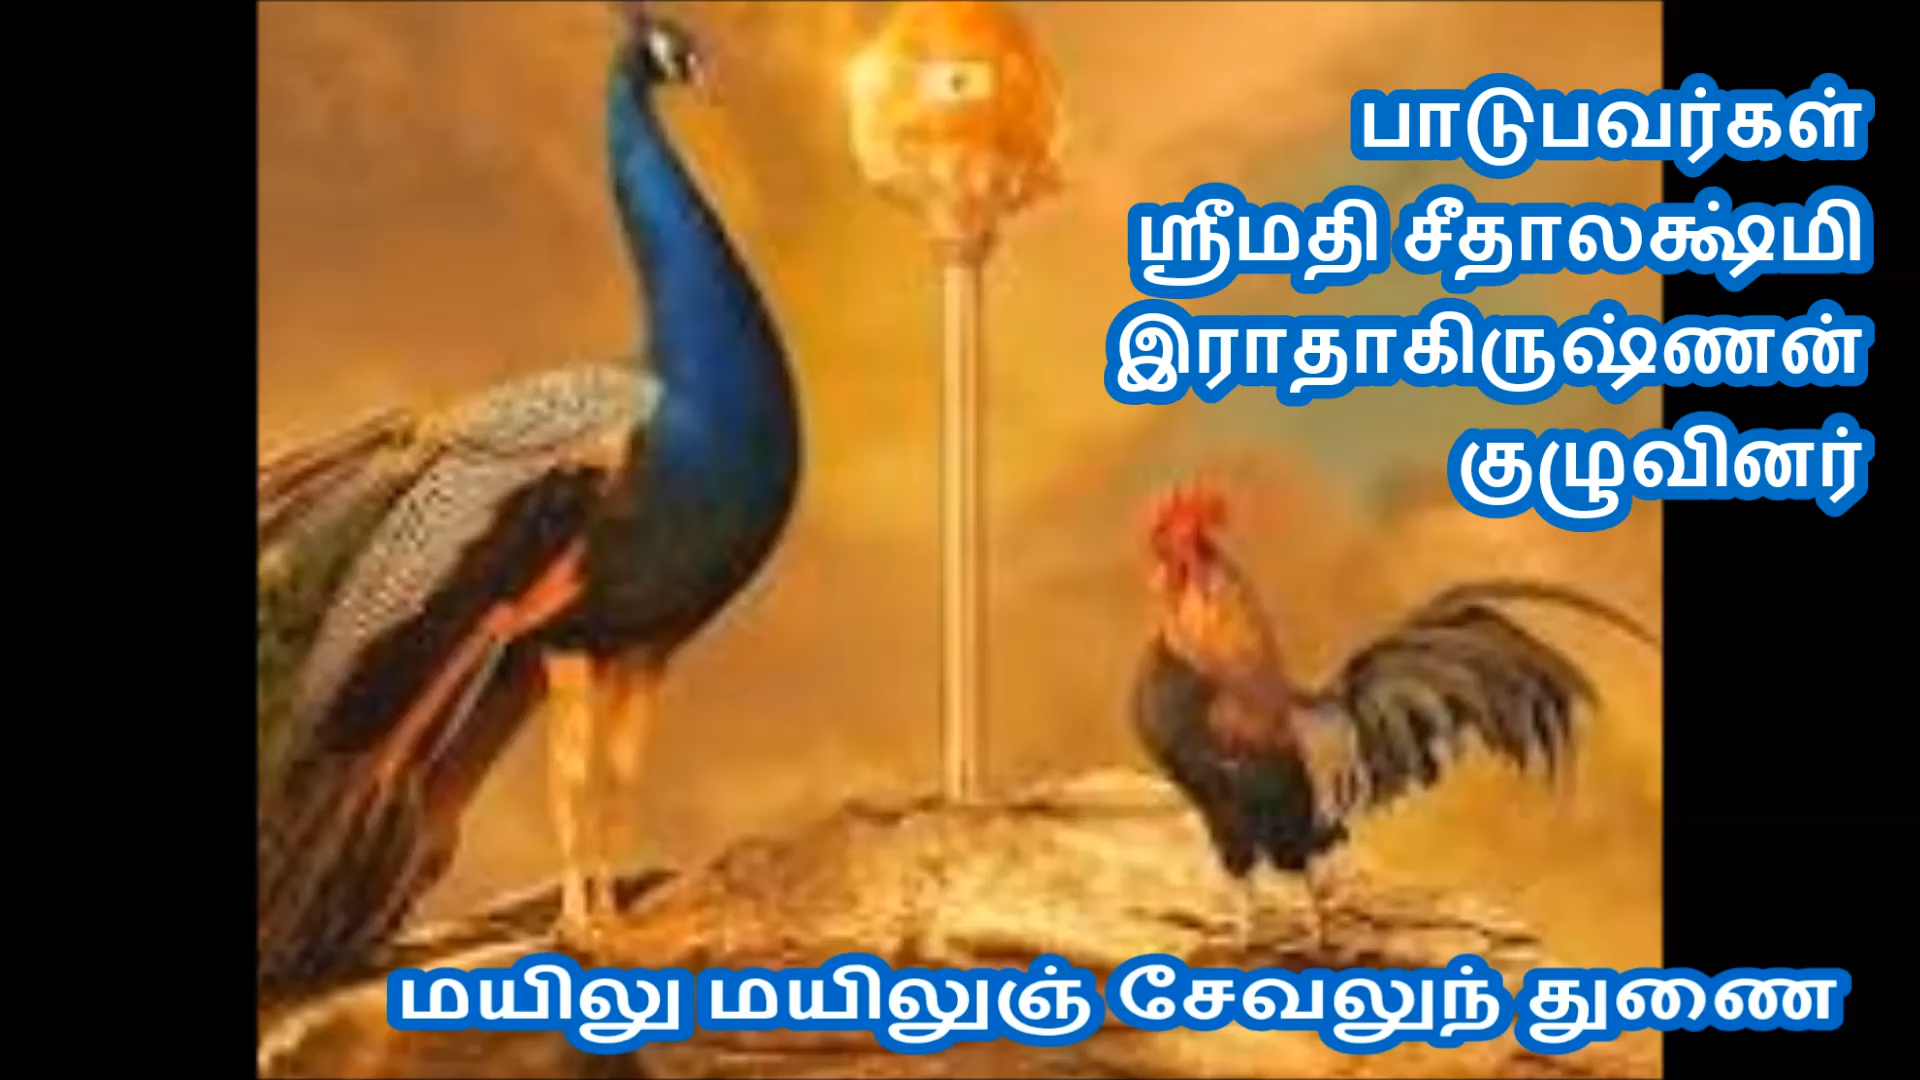 பாடுபவர்கள்
ஸ்ரீமதி சீதாலக்ஷ்மி
இராதாகிருஷ்ணன்
குழுவினர்
மயிலு மயிலுஞ் சேவலுந் துணை